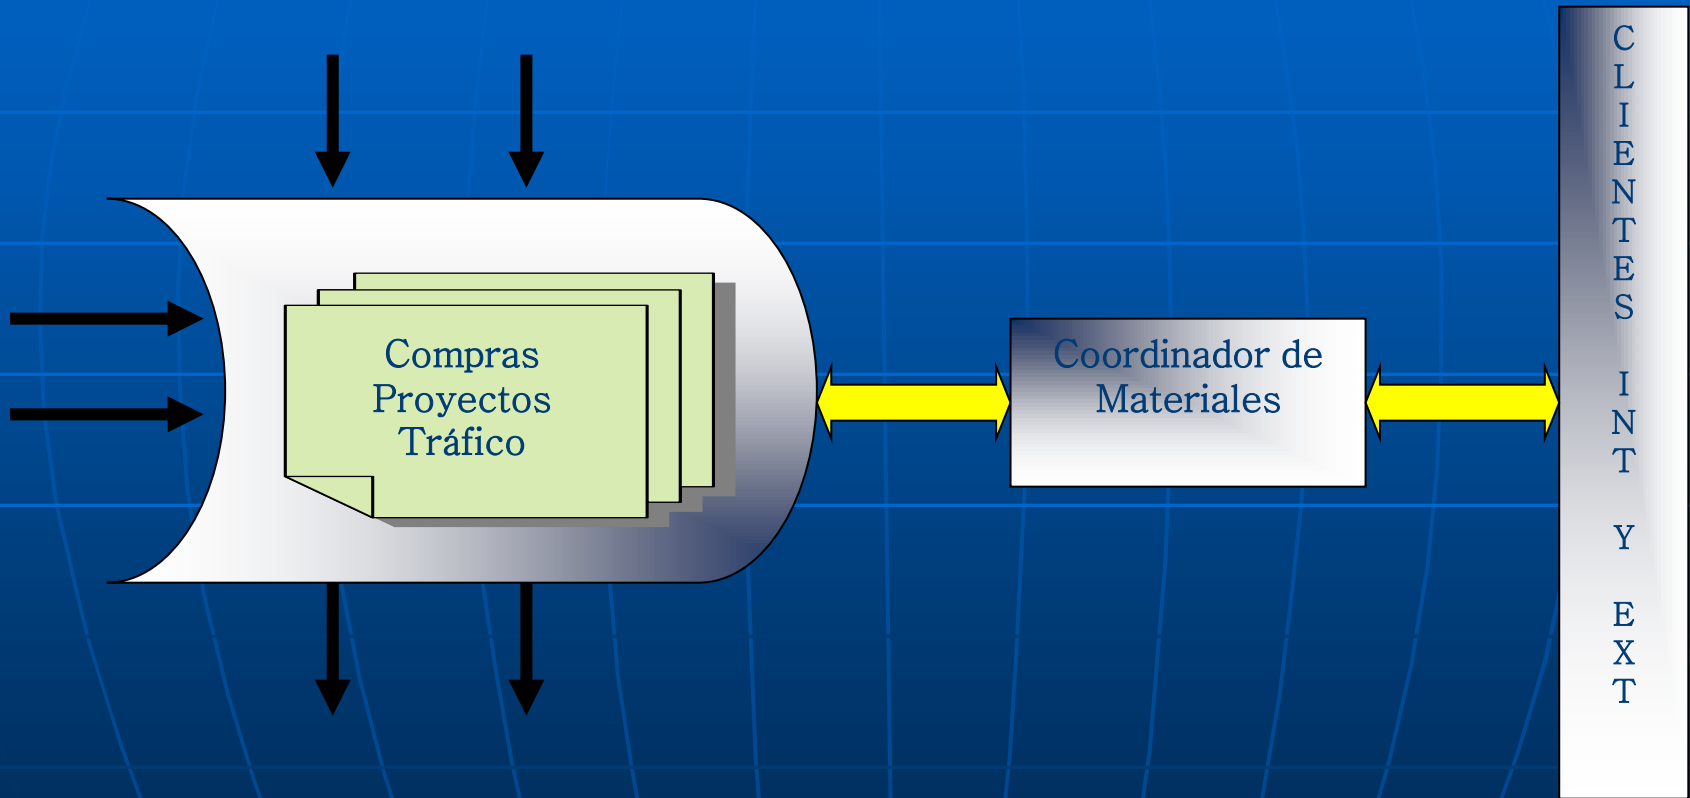 Compras
Proyectos
Tráfico
Coordinador de
Materiales
C
L
I
E
N
T
E
S
I
N
T
Y
E
X
T